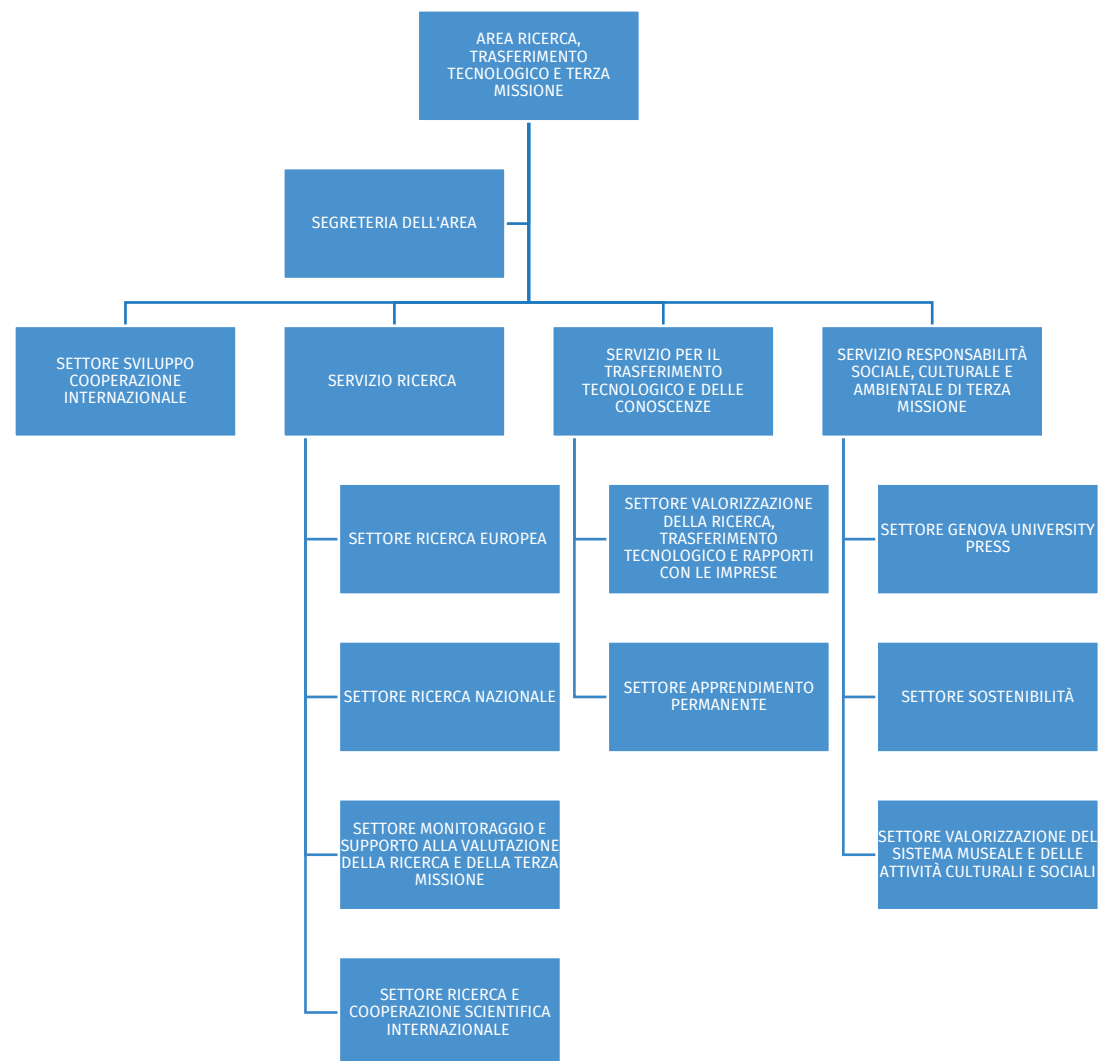 AREA RICERCA,
TRASFERIMENTO
TECNOLOGICO E TERZA
MISSIONE
SEGRETERIA DELL'AREA
SETTORE SVILUPPO
COOPERAZIONE
INTERNAZIONALE
SERVIZIO RICERCA
SERVIZIO PER IL
TRASFERIMENTO
TECNOLOGICO E DELLE
CONOSCENZE
SERVIZIO RESPONSABILITÀ
SOCIALE, CULTURALE E
AMBIENTALE DI TERZA
MISSIONE
SETTORE RICERCA EUROPEA
SETTORE VALORIZZAZIONE
DELLA RICERCA,
TRASFERIMENTO
TECNOLOGICO E RAPPORTI
CON LE IMPRESE
SETTORE GENOVA UNIVERSITY
PRESS
SETTORE RICERCA NAZIONALE
SETTORE APPRENDIMENTO
PERMANENTE
SETTORE SOSTENIBILITÀ
SETTORE MONITORAGGIO E
SUPPORTO ALLA VALUTAZIONE
DELLA RICERCA E DELLA TERZA
MISSIONE
SETTORE VALORIZZAZIONE DEL
SISTEMA MUSEALE E DELLE
ATTIVITÀ CULTURALI E SOCIALI
SETTORE RICERCA E
COOPERAZIONE SCIENTIFICA
INTERNAZIONALE